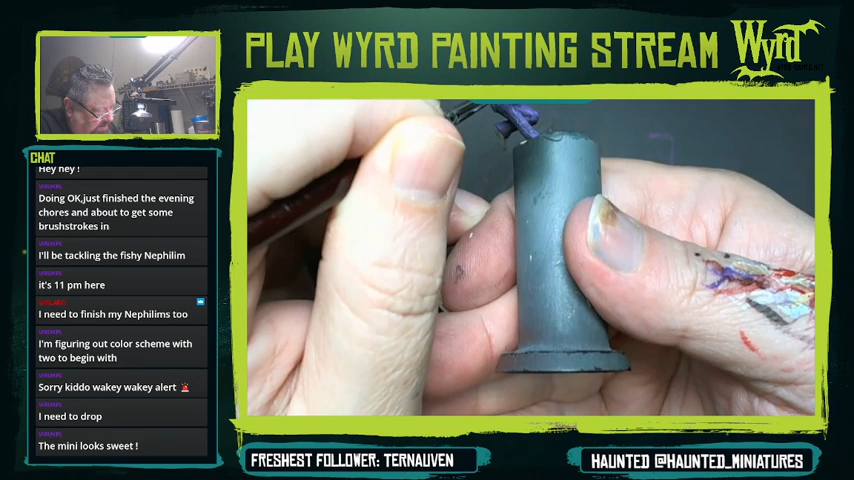 PLAY WYRD PAINTING STREAM
Wyrd
CHAT
Hey hey !
Doing OK,just finished the evening
chores and about to get some
brushstrokes in
I'll be tackling the fishy Nephilim
it's 11 pm here
I need to finish my Nephilims too
I'm figuring out color scheme with
two to begin with
Sorry kiddo wakey wakey alert 🚨
I need to drop
The mini looks sweet !
FRESHEST FOLLOWER: TERNAUVEN
HAUNTED @HAUNTED_MINIATURES